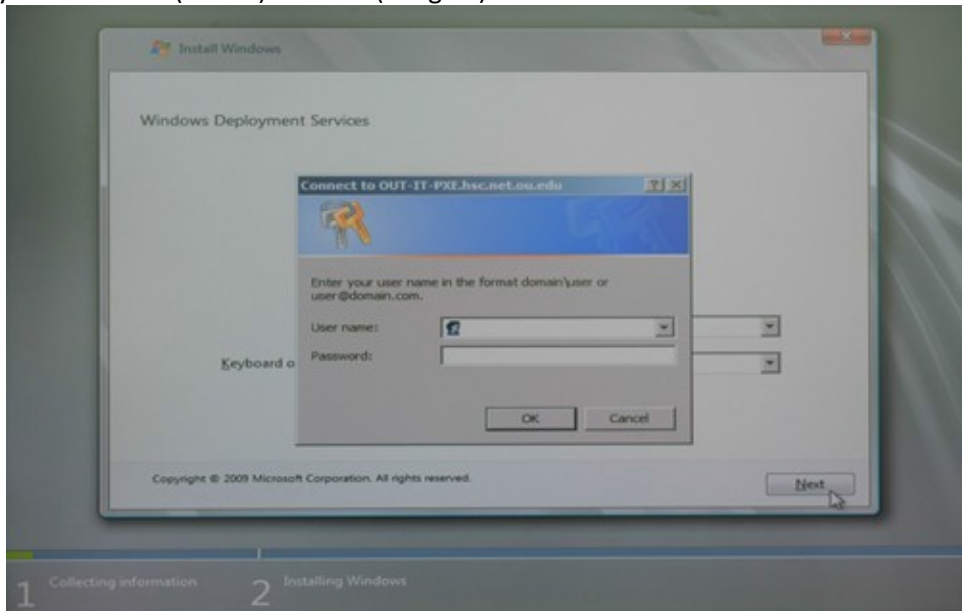 Install Windows
Windows Deployment Services
Connect to OUT-IT-PXE.hsc.net.ou.edu
Enter your user name in the format domain\user or
user@domain.com.
User name:
Password:
Keyboard o
OK
Cancel
Copyright © 2009 Microsoft Corporation. All rights reserved.
Next
1 Collecting information
2 Installing Windows